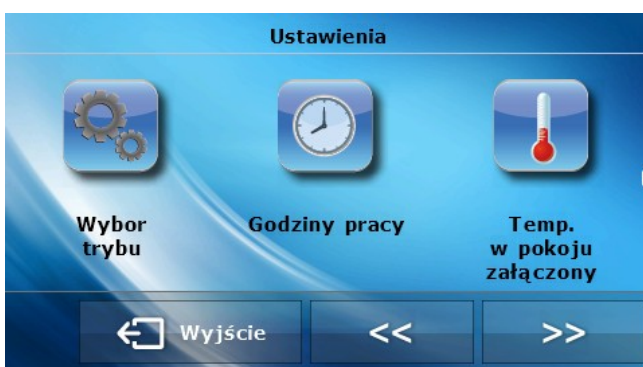 Ustawienia
Wybor
trybu
Godziny pracy
Temp.
w pokoju
załączony
Wyjście
<<
>>